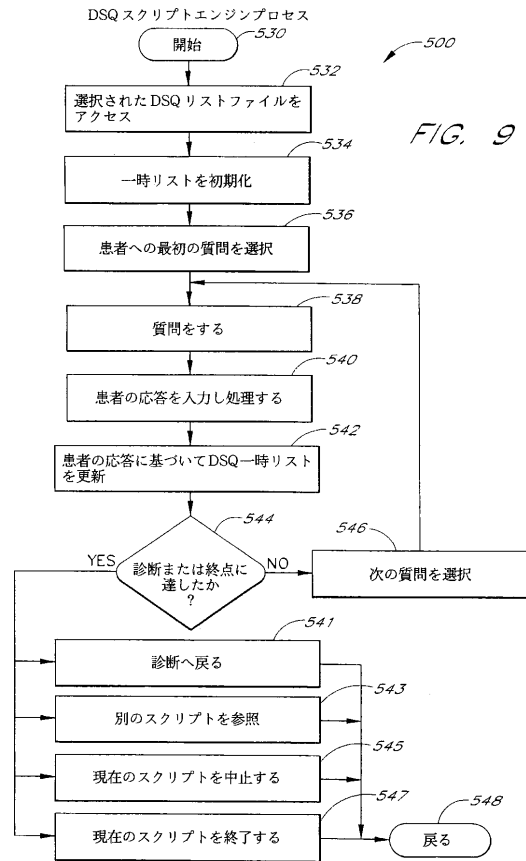 DSQスクリプトエンジンプロセス
開始
530
500
532
選択されたDSQリストファイルを
アクセス
FIG. 9
534
一時リストを初期化
536
患者への最初の質問を選択
538
質問をする
540
患者の応答を入力し処理する
542
患者の応答に基づいてDSQ一時リスト
を更新
544
診断または終点に
達したか
?
YES
NO
546
次の質問を選択
541
診断へ戻る
543
別のスクリプトを参照
545
現在のスクリプトを中止する
547
現在のスクリプトを終了する
548
戻る